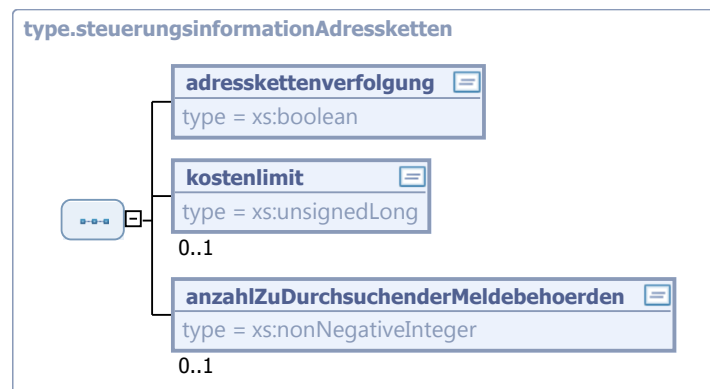 type.steuerungsinformationAdressketten
adresskettenverfolgung
type = xs:boolean
kostenlimit
type = xs:unsignedLong
0..1
anzahlZuDurchsuchenderMeldebehoerden
type = xs:nonNegativeInteger
0..1